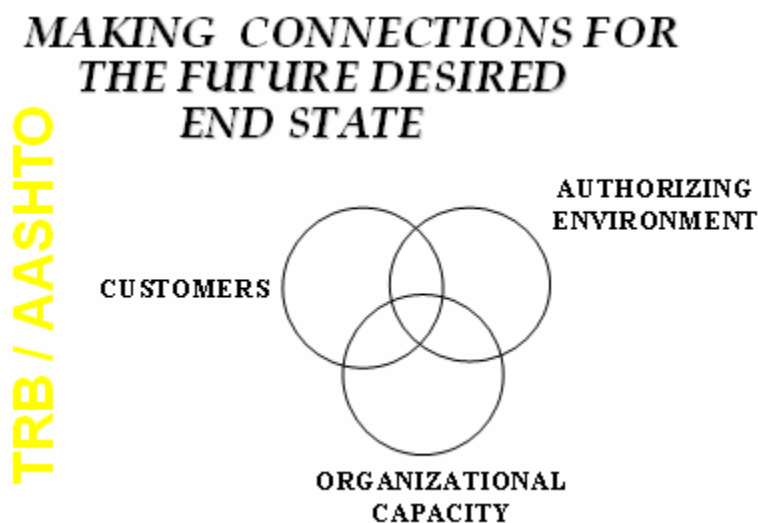 MAKING CONNECTIONS FOR
THE FUTURE DESIRED
END STATE
TRB / AASHTO
AUTHORIZING
ENVIRONMENT
CUSTOMERS
ORGANIZATIONAL
CAPACITY